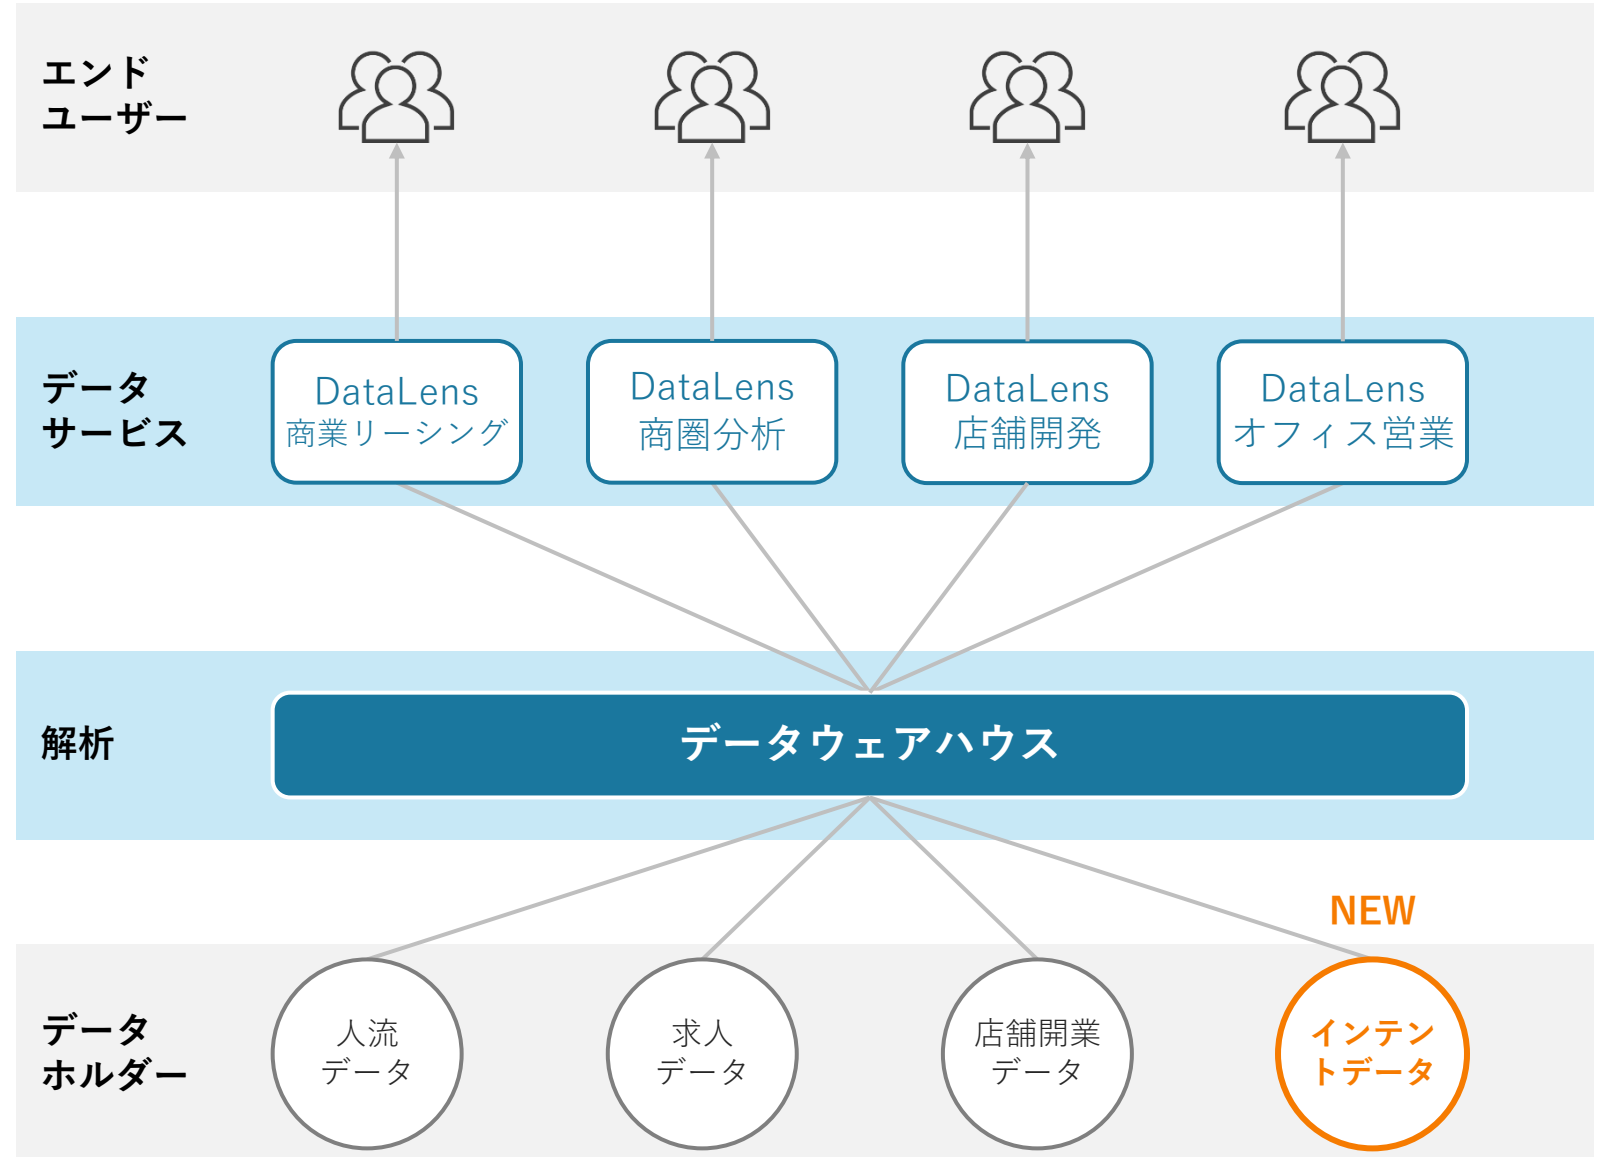 エンド
ユーザー
データ
サービス
DataLens
商業リーシング
DataLens
商圏分析
DataLens
店舗開発
DataLens
オフィス営業
解析
データウェアハウス
NEW
データ
ホルダー
人流
データ
求人
データ
店舗開業
データ
インテン
トデータ